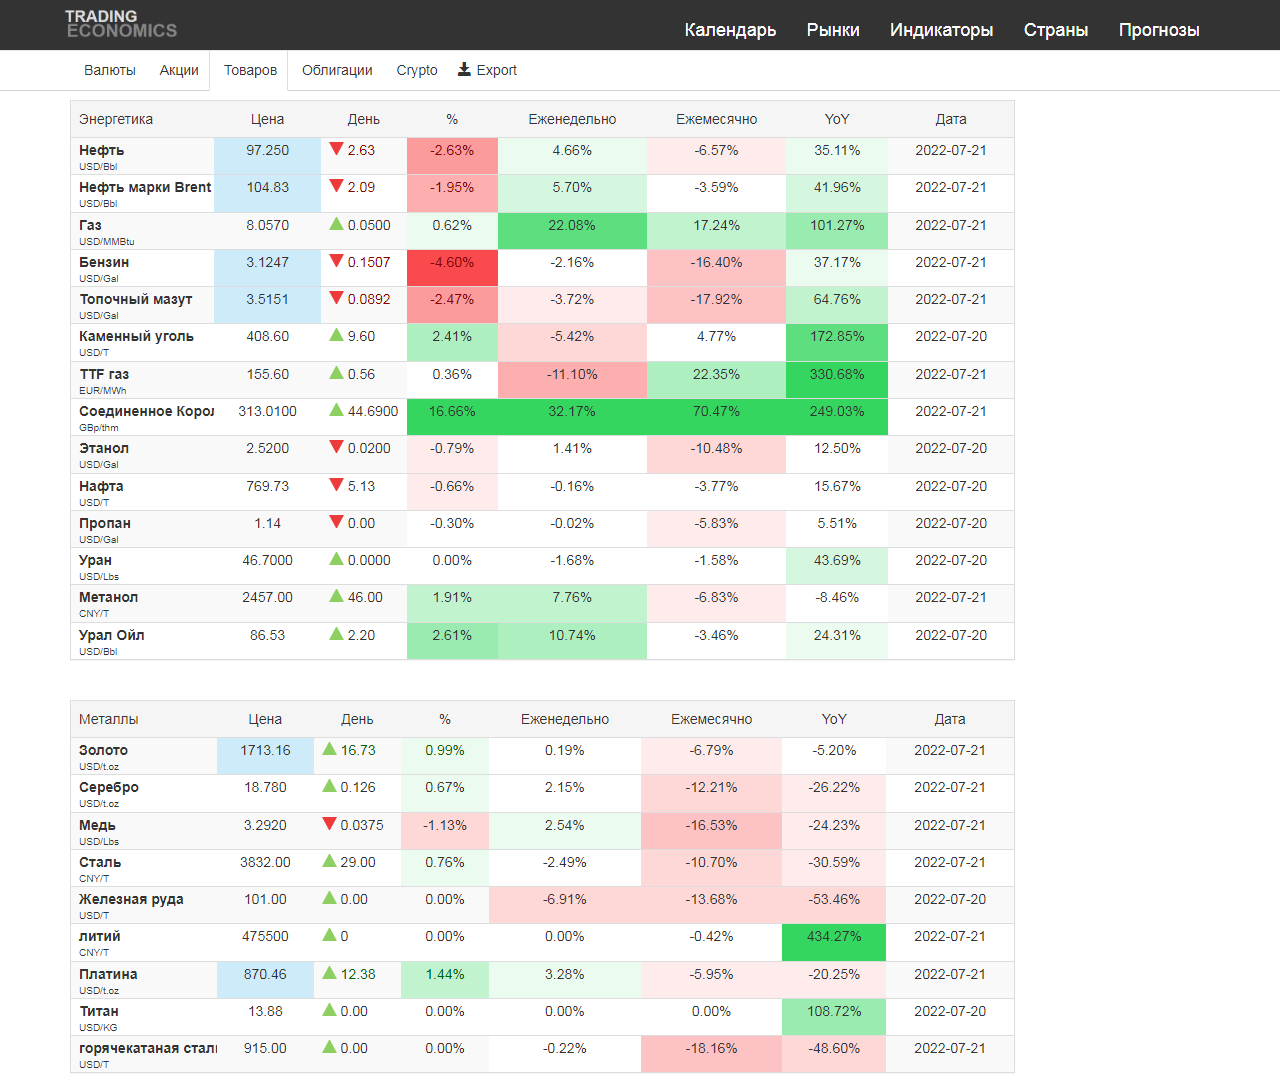 TRADING
ECONOMICS
Календарь Рынки Индикаторы Страны Прогнозы
Валюты Акции Товаров Облигации Crypto Export
Энергетика Цена День % Еженедельно Ежемесячно YoY Дата
Нефть 97.250 2.63 -2.63% 4.66% -6.57% 35.11% 2022-07-21
USD/Bbl
Нефть марки Brent 104.83 2.09 -1.95% 5.70% -3.59% 41.96% 2022-07-21
USD/Bbl
Газ 8.0570 0.0500 0.62% 22.08% 17.24% 101.27% 2022-07-21
USD/MMBtu
Бензин 3.1247 0.1507 -4.60% -2.16% -16.40% 37.17% 2022-07-21
USD/Gal
Топочный мазут 3.5151 0.0892 -2.47% -3.72% -17.92% 64.76% 2022-07-21
USD/Gal
Каменный уголь 408.60 9.60 2.41% -5.42% 4.77% 172.85% 2022-07-20
USD/T
TTF газ 155.60 0.56 0.36% -11.10% 22.35% 330.68% 2022-07-21
EUR/MWh
Соединенное Корол 313.0100 44.6900 16.66% 32.17% 70.47% 249.03% 2022-07-21
GBp/thm
Этанол 2.5200 0.0200 -0.79% 1.41% -10.48% 12.50% 2022-07-20
USD/Gal
Нафта 769.73 5.13 -0.66% -0.16% -3.77% 15.67% 2022-07-20
USD/T
Пропан 1.14 0.00 -0.30% -0.02% -5.83% 5.51% 2022-07-20
USD/Gal
Уран 46.7000 0.0000 0.00% -1.68% -1.58% 43.69% 2022-07-20
USD/Lbs
Метанол 2457.00 46.00 1.91% 7.76% -6.83% -8.46% 2022-07-21
CNY/T
Урал Ойл 86.53 2.20 2.61% 10.74% -3.46% 24.31% 2022-07-20
USD/Bbl
Металлы Цена День % Еженедельно Ежемесячно YoY Дата
Золото 1713.16 16.73 0.99% 0.19% -6.79% -5.20% 2022-07-21
USD/t.oz
Серебро 18.780 0.126 0.67% 2.15% -12.21% -26.22% 2022-07-21
USD/t.oz
Медь 3.2920 0.0375 -1.13% 2.54% -16.53% -24.23% 2022-07-21
USD/Lbs
Сталь 3832.00 29.00 0.76% -2.49% -10.70% -30.59% 2022-07-21
CNY/T
Железная руда 101.00 0.00 0.00% -6.91% -13.68% -53.46% 2022-07-20
USD/T
литий 475500 0 0.00% 0.00% -0.42% 434.27% 2022-07-21
CNY/T
Платина 870.46 12.38 1.44% 3.28% -5.95% -20.25% 2022-07-21
USD/t.oz
Титан 13.88 0.00 0.00% 0.00% 0.00% 108.72% 2022-07-20
USD/KG
горячекатаная сталь 915.00 0.00 0.00% -0.22% -18.16% -48.60% 2022-07-21
USD/T